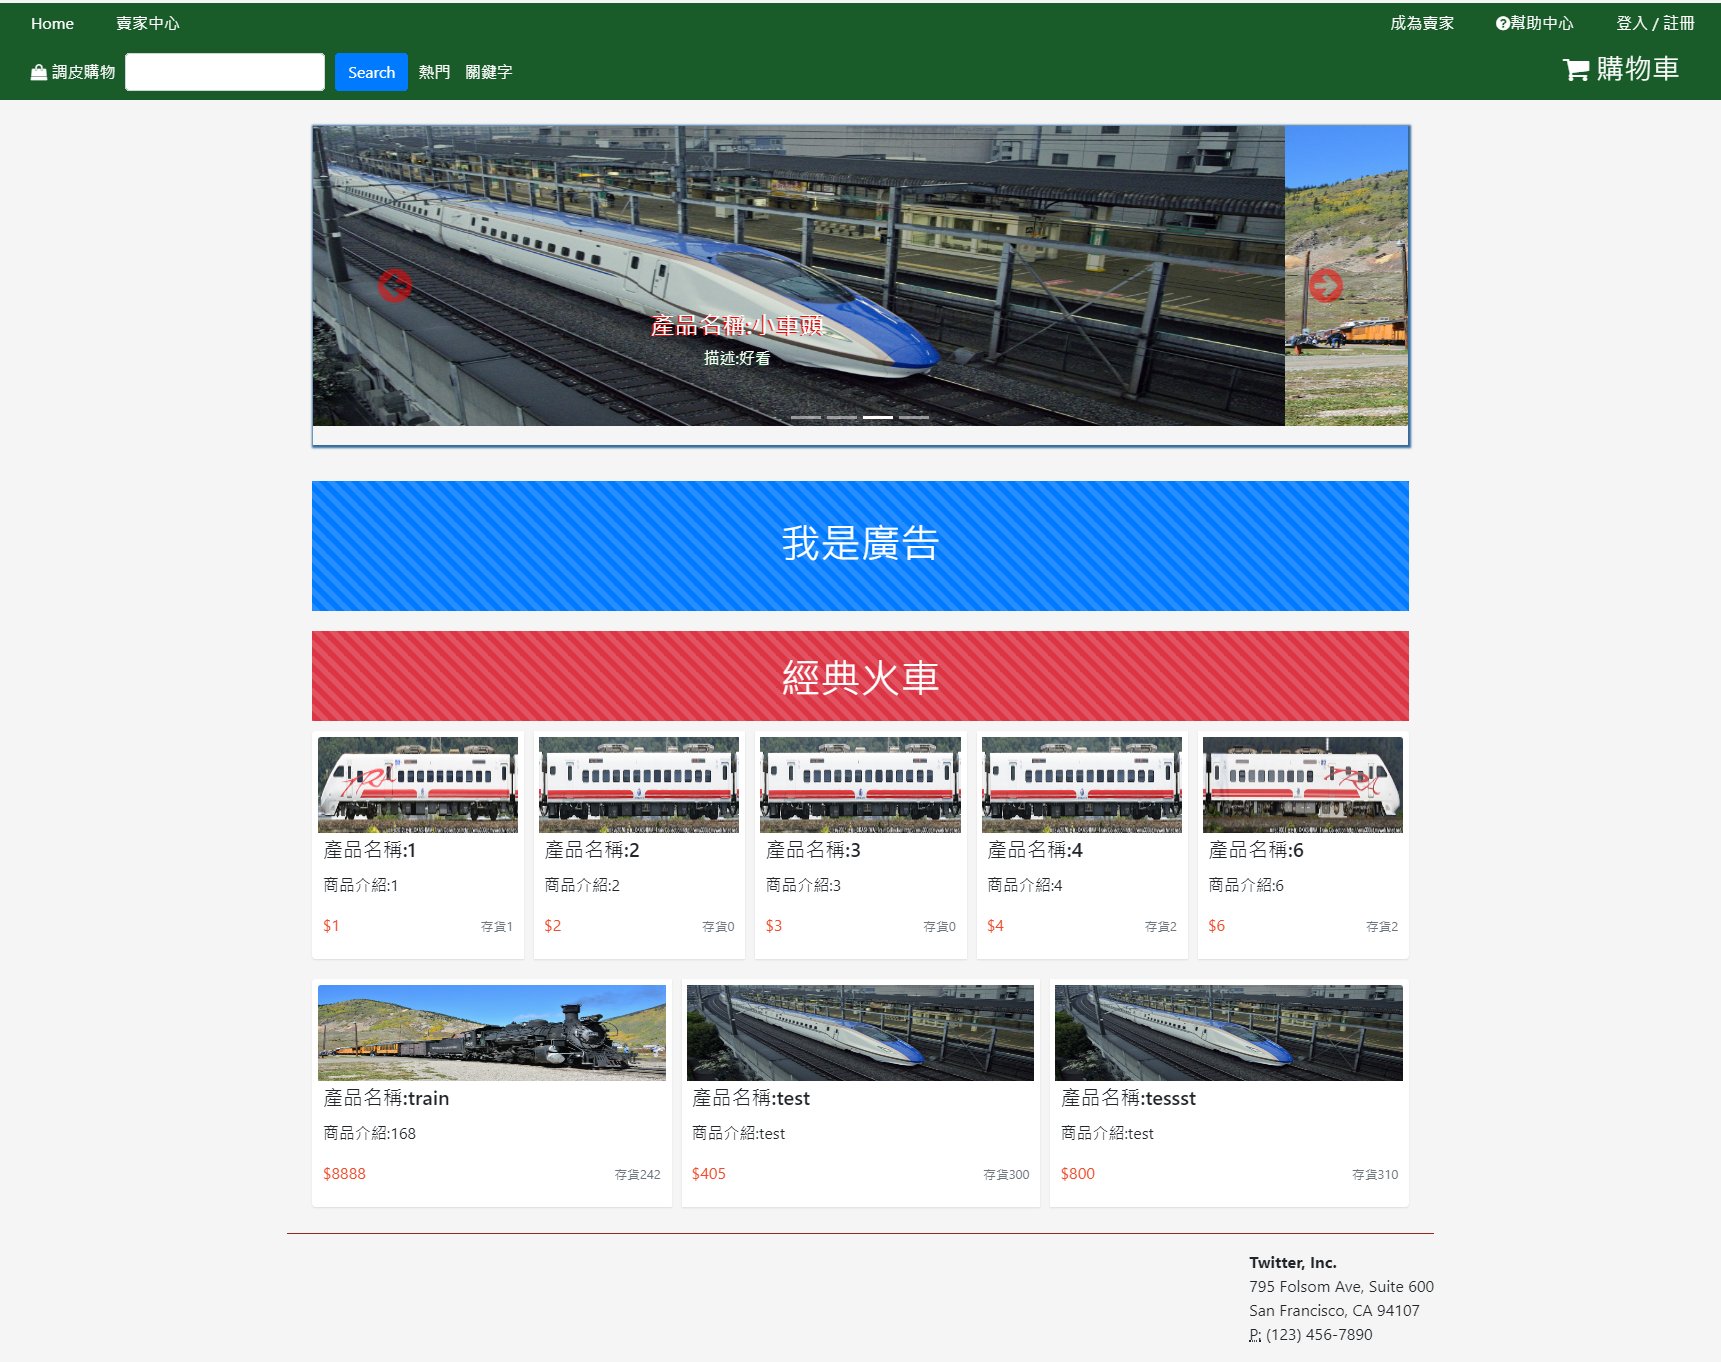 Home 賣家中心 成為賣家 幫助中心 登入 / 註冊
調皮購物 Search 熱門 關鍵字 購物車
產品名稱:小車頭
描述:好看
我是廣告
經典火車
產品名稱:1
商品介紹:1
$1 存貨1
產品名稱:2
商品介紹:2
$2 存貨0
產品名稱:3
商品介紹:3
$3 存貨0
產品名稱:4
商品介紹:4
$4 存貨2
產品名稱:6
商品介紹:6
$6 存貨2
產品名稱:train
商品介紹:168
$8888 存貨242
產品名稱:test
商品介紹:test
$405 存貨300
產品名稱:tessst
商品介紹:test
$800 存貨310
Twitter, Inc.
795 Folsom Ave, Suite 600
San Francisco, CA 94107
P: (123) 456-7890